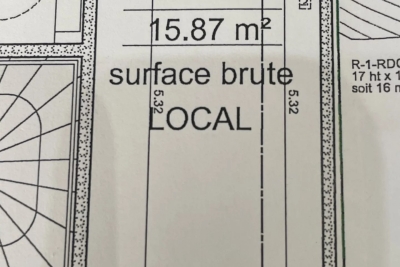 15.87 m²
surface brute
LOCAL
5.32
5.32
R-1-RDC
17 ht x 1
soit 16 m